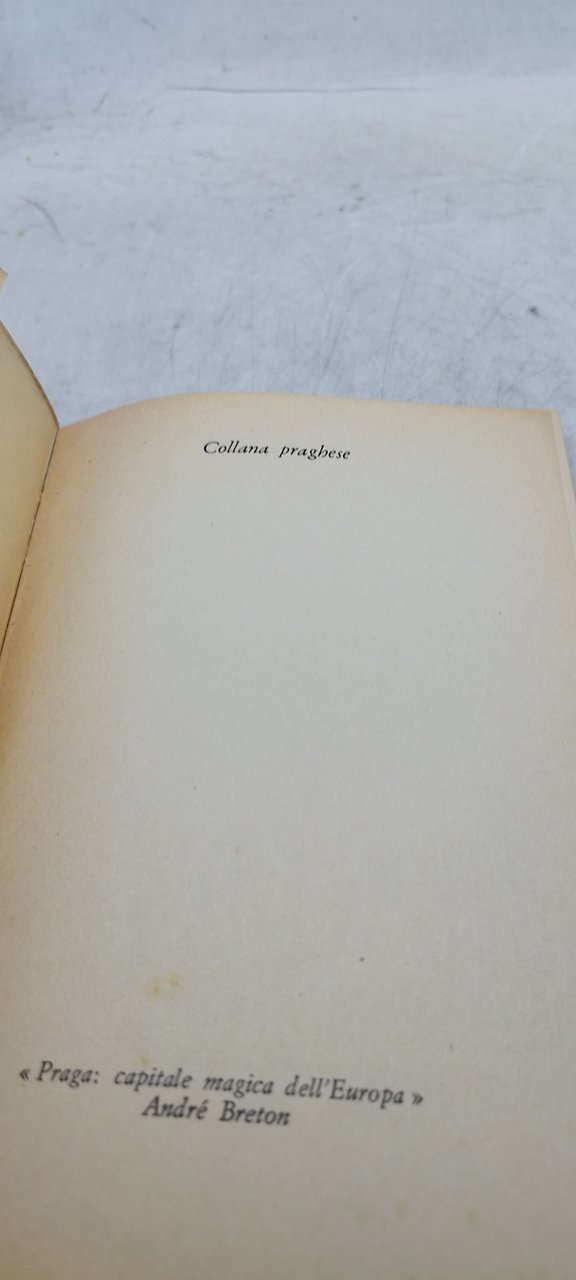 Collana praghese
« Praga: capitale magica dell'Europa »
André Breton